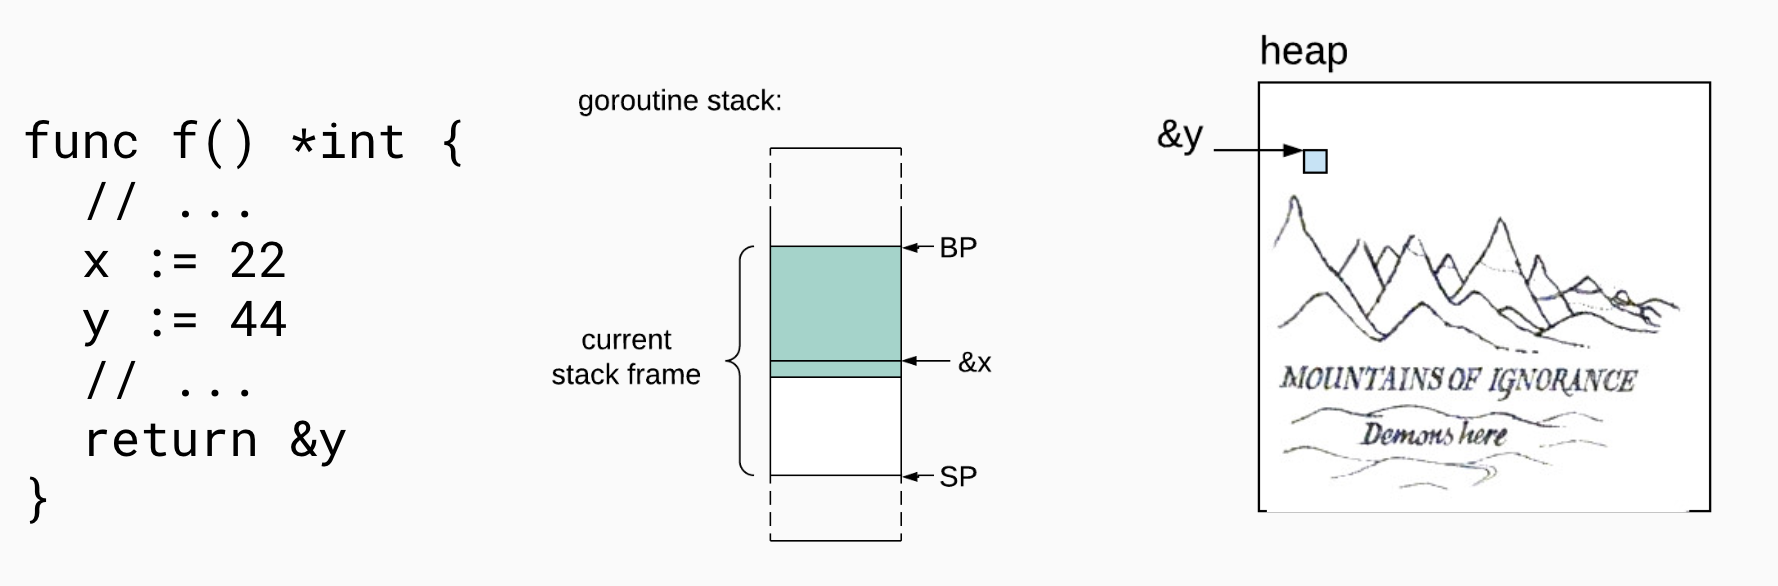 func f() *int {
// ...
x := 22
y := 44
// ...
return &y
}
goroutine stack:
BP
current
stack frame
&x
SP
heap
&y
MOUNTAINS OF IGNORANCE
Demons here